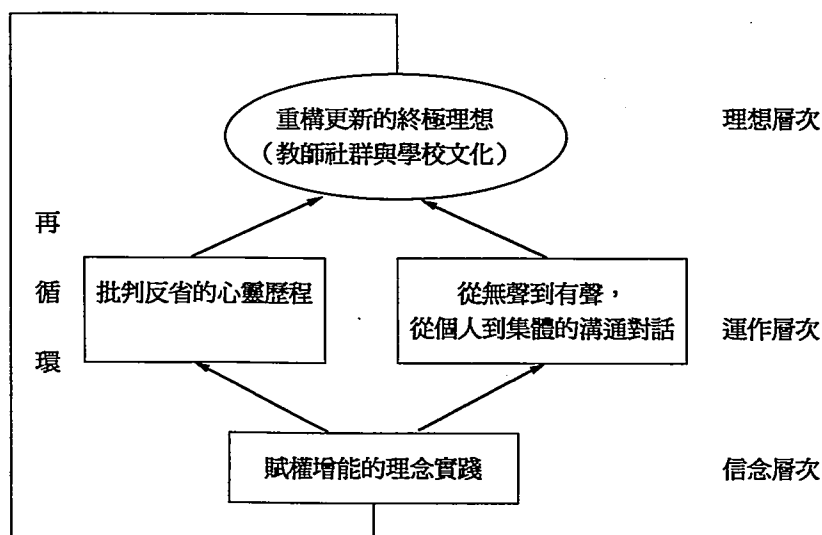 重構更新的終極理想
（教師社群與學校文化）
理想層次
再
循
環
批判反省的心靈歷程
從無聲到有聲，
從個人到集體的溝通對話
運作層次
賦權增能的理念實踐
信念層次